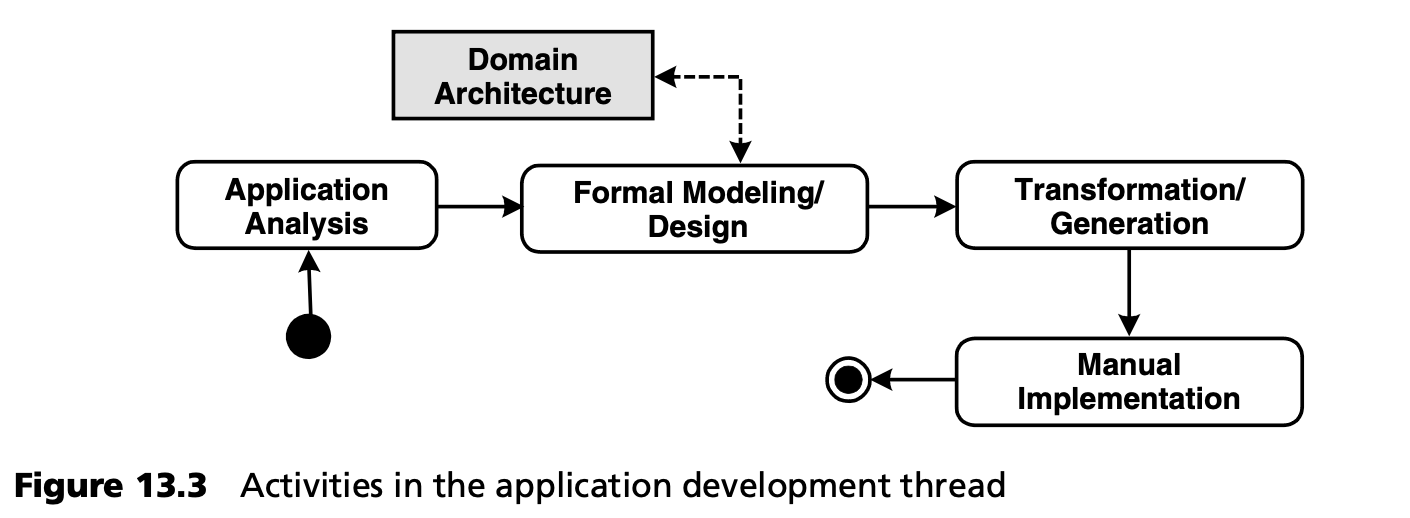 Domain
Architecture
Application
Analysis
Formal Modeling/
Design
Transformation/
Generation
Manual
Implementation
Figure 13.3 Activities in the application development thread